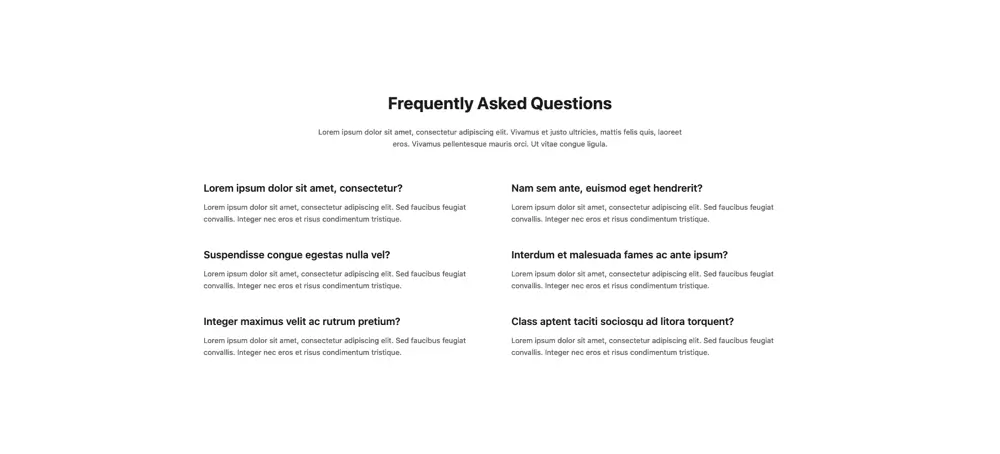 Frequently Asked Questions
Lorem ipsum dolor sit amet, consectetur adipiscing elit. Vivamus et justo ultricies, mattis felis quis, laoreet
eros. Vivamus pellentesque mauris orci. Ut vitae congue ligula.
Lorem ipsum dolor sit amet, consectetur?
Lorem ipsum dolor sit amet, consectetur adipiscing elit. Sed faucibus feugiat
convallis. Integer nec eros et risus condimentum tristique.
Nam sem ante, euismod eget hendrerit?
Lorem ipsum dolor sit amet, consectetur adipiscing elit. Sed faucibus feugiat
convallis. Integer nec eros et risus condimentum tristique.
Suspendisse congue egestas nulla vel?
Lorem ipsum dolor sit amet, consectetur adipiscing elit. Sed faucibus feugiat
convallis. Integer nec eros et risus condimentum tristique.
Interdum et malesuada fames ac ante ipsum?
Lorem ipsum dolor sit amet, consectetur adipiscing elit. Sed faucibus feugiat
convallis. Integer nec eros et risus condimentum tristique.
Integer maximus velit ac rutrum pretium?
Lorem ipsum dolor sit amet, consectetur adipiscing elit. Sed faucibus feugiat
convallis. Integer nec eros et risus condimentum tristique.
Class aptent taciti sociosqu ad litora torquent?
Lorem ipsum dolor sit amet, consectetur adipiscing elit. Sed faucibus feugiat
convallis. Integer nec eros et risus condimentum tristique.